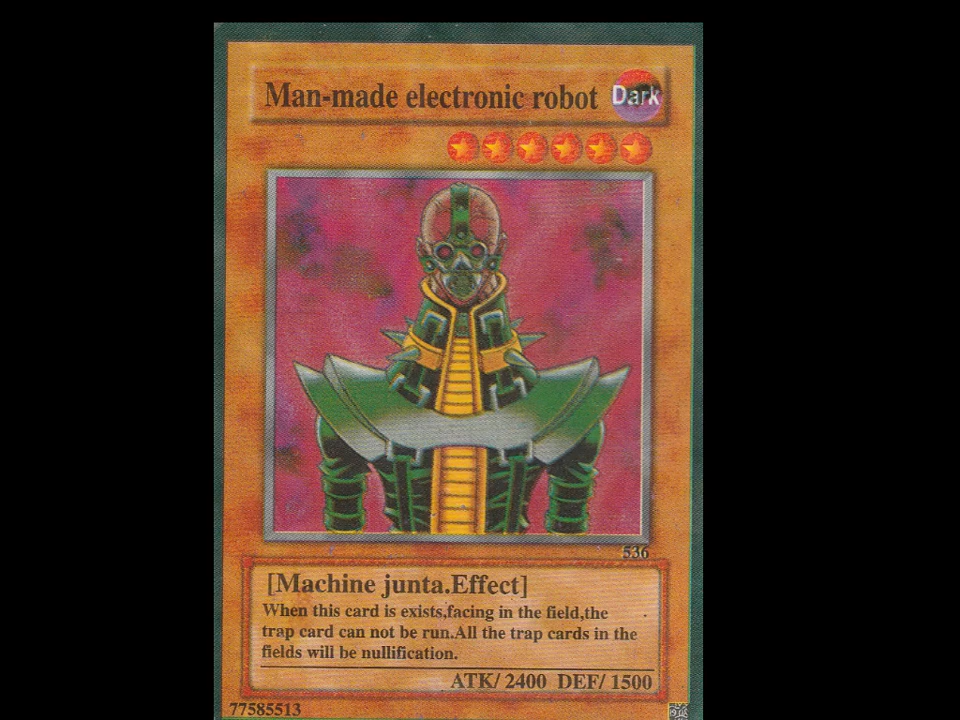 Man-made electronic robot Dark
536
[Machine junta.Effect]
When this card is exists,facing in the field,the
trap card can not be run.All the trap cards in the
fields will be nullification.
ATK/ 2400 DEF/ 1500
77585513